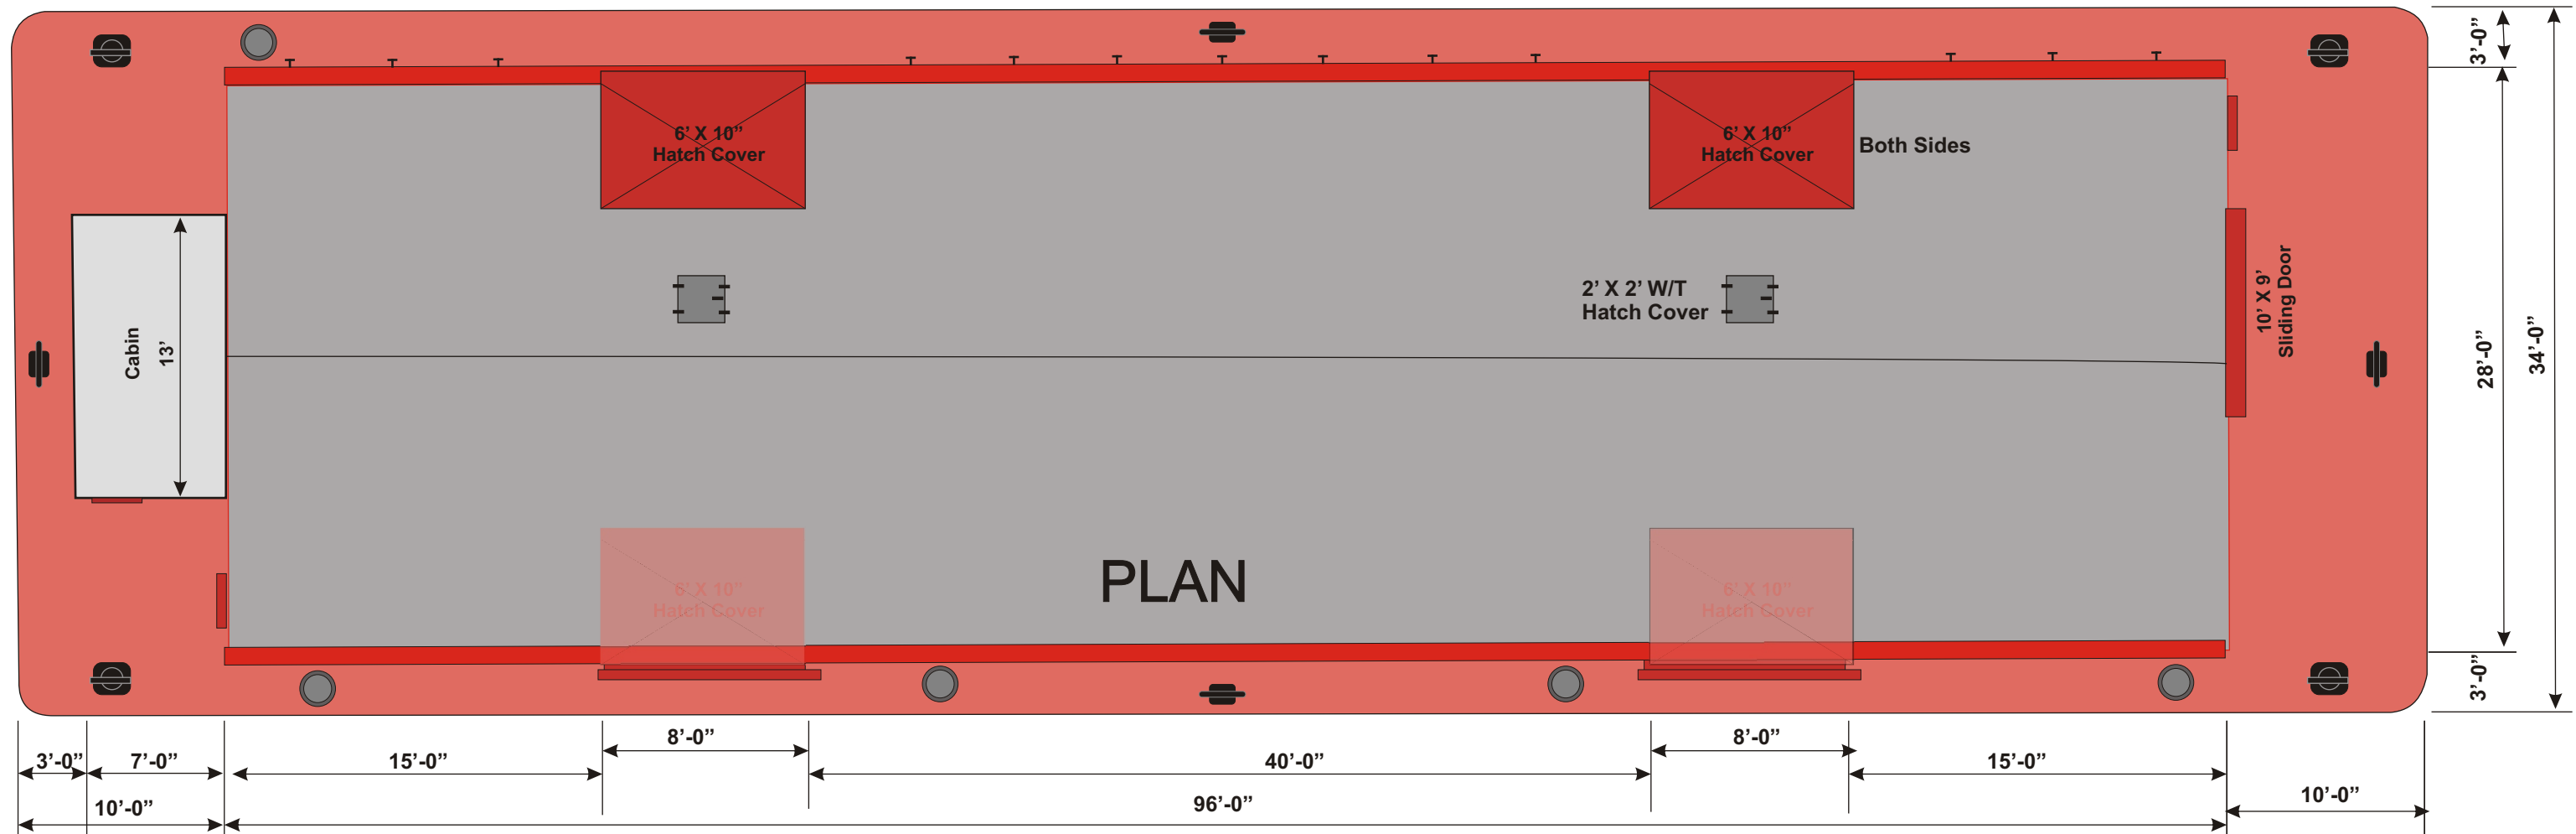 3’-0”
6’ X 10”
Hatch Cover
6’ X 10”
Hatch Cover
Both Sides
2’ X 2’ W/T
Hatch Cover
10’ X 9’
Sliding Door
Cabin
13’
28’-0”
34’-0”
6’ X 10”
Hatch Cover
PLAN
6’ X 10”
Hatch Cover
3’-0”
8’-0”
8’-0”
3’-0”
7’-0”
15’-0”
40’-0”
15’-0”
10’-0”
96’-0”
10’-0”